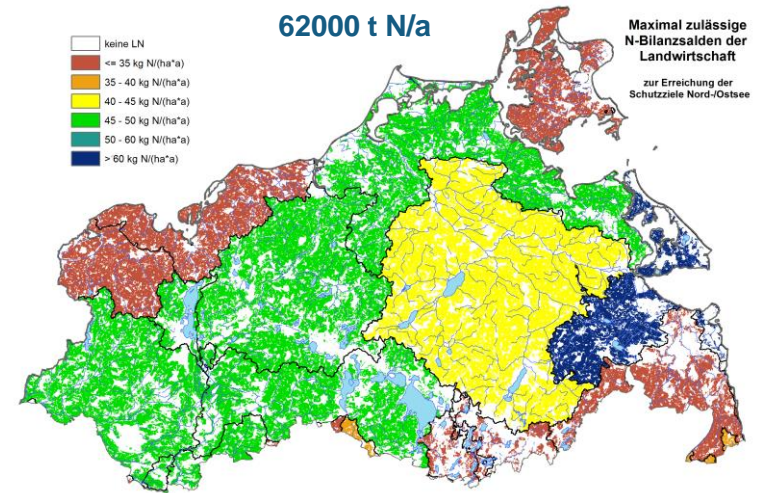 62000 t N/a
Maximal zulässige
N-Bilanzsalden der
Landwirtschaft
zur Erreichung der
Schutzziele Nord-/Ostsee
keine LN
<= 35 kg N/(ha*a)
35 - 40 kg N/(ha*a)
40 - 45 kg N/(ha*a)
45 - 50 kg N/(ha*a)
50 - 60 kg N/(ha*a)
> 60 kg N/(ha*a)